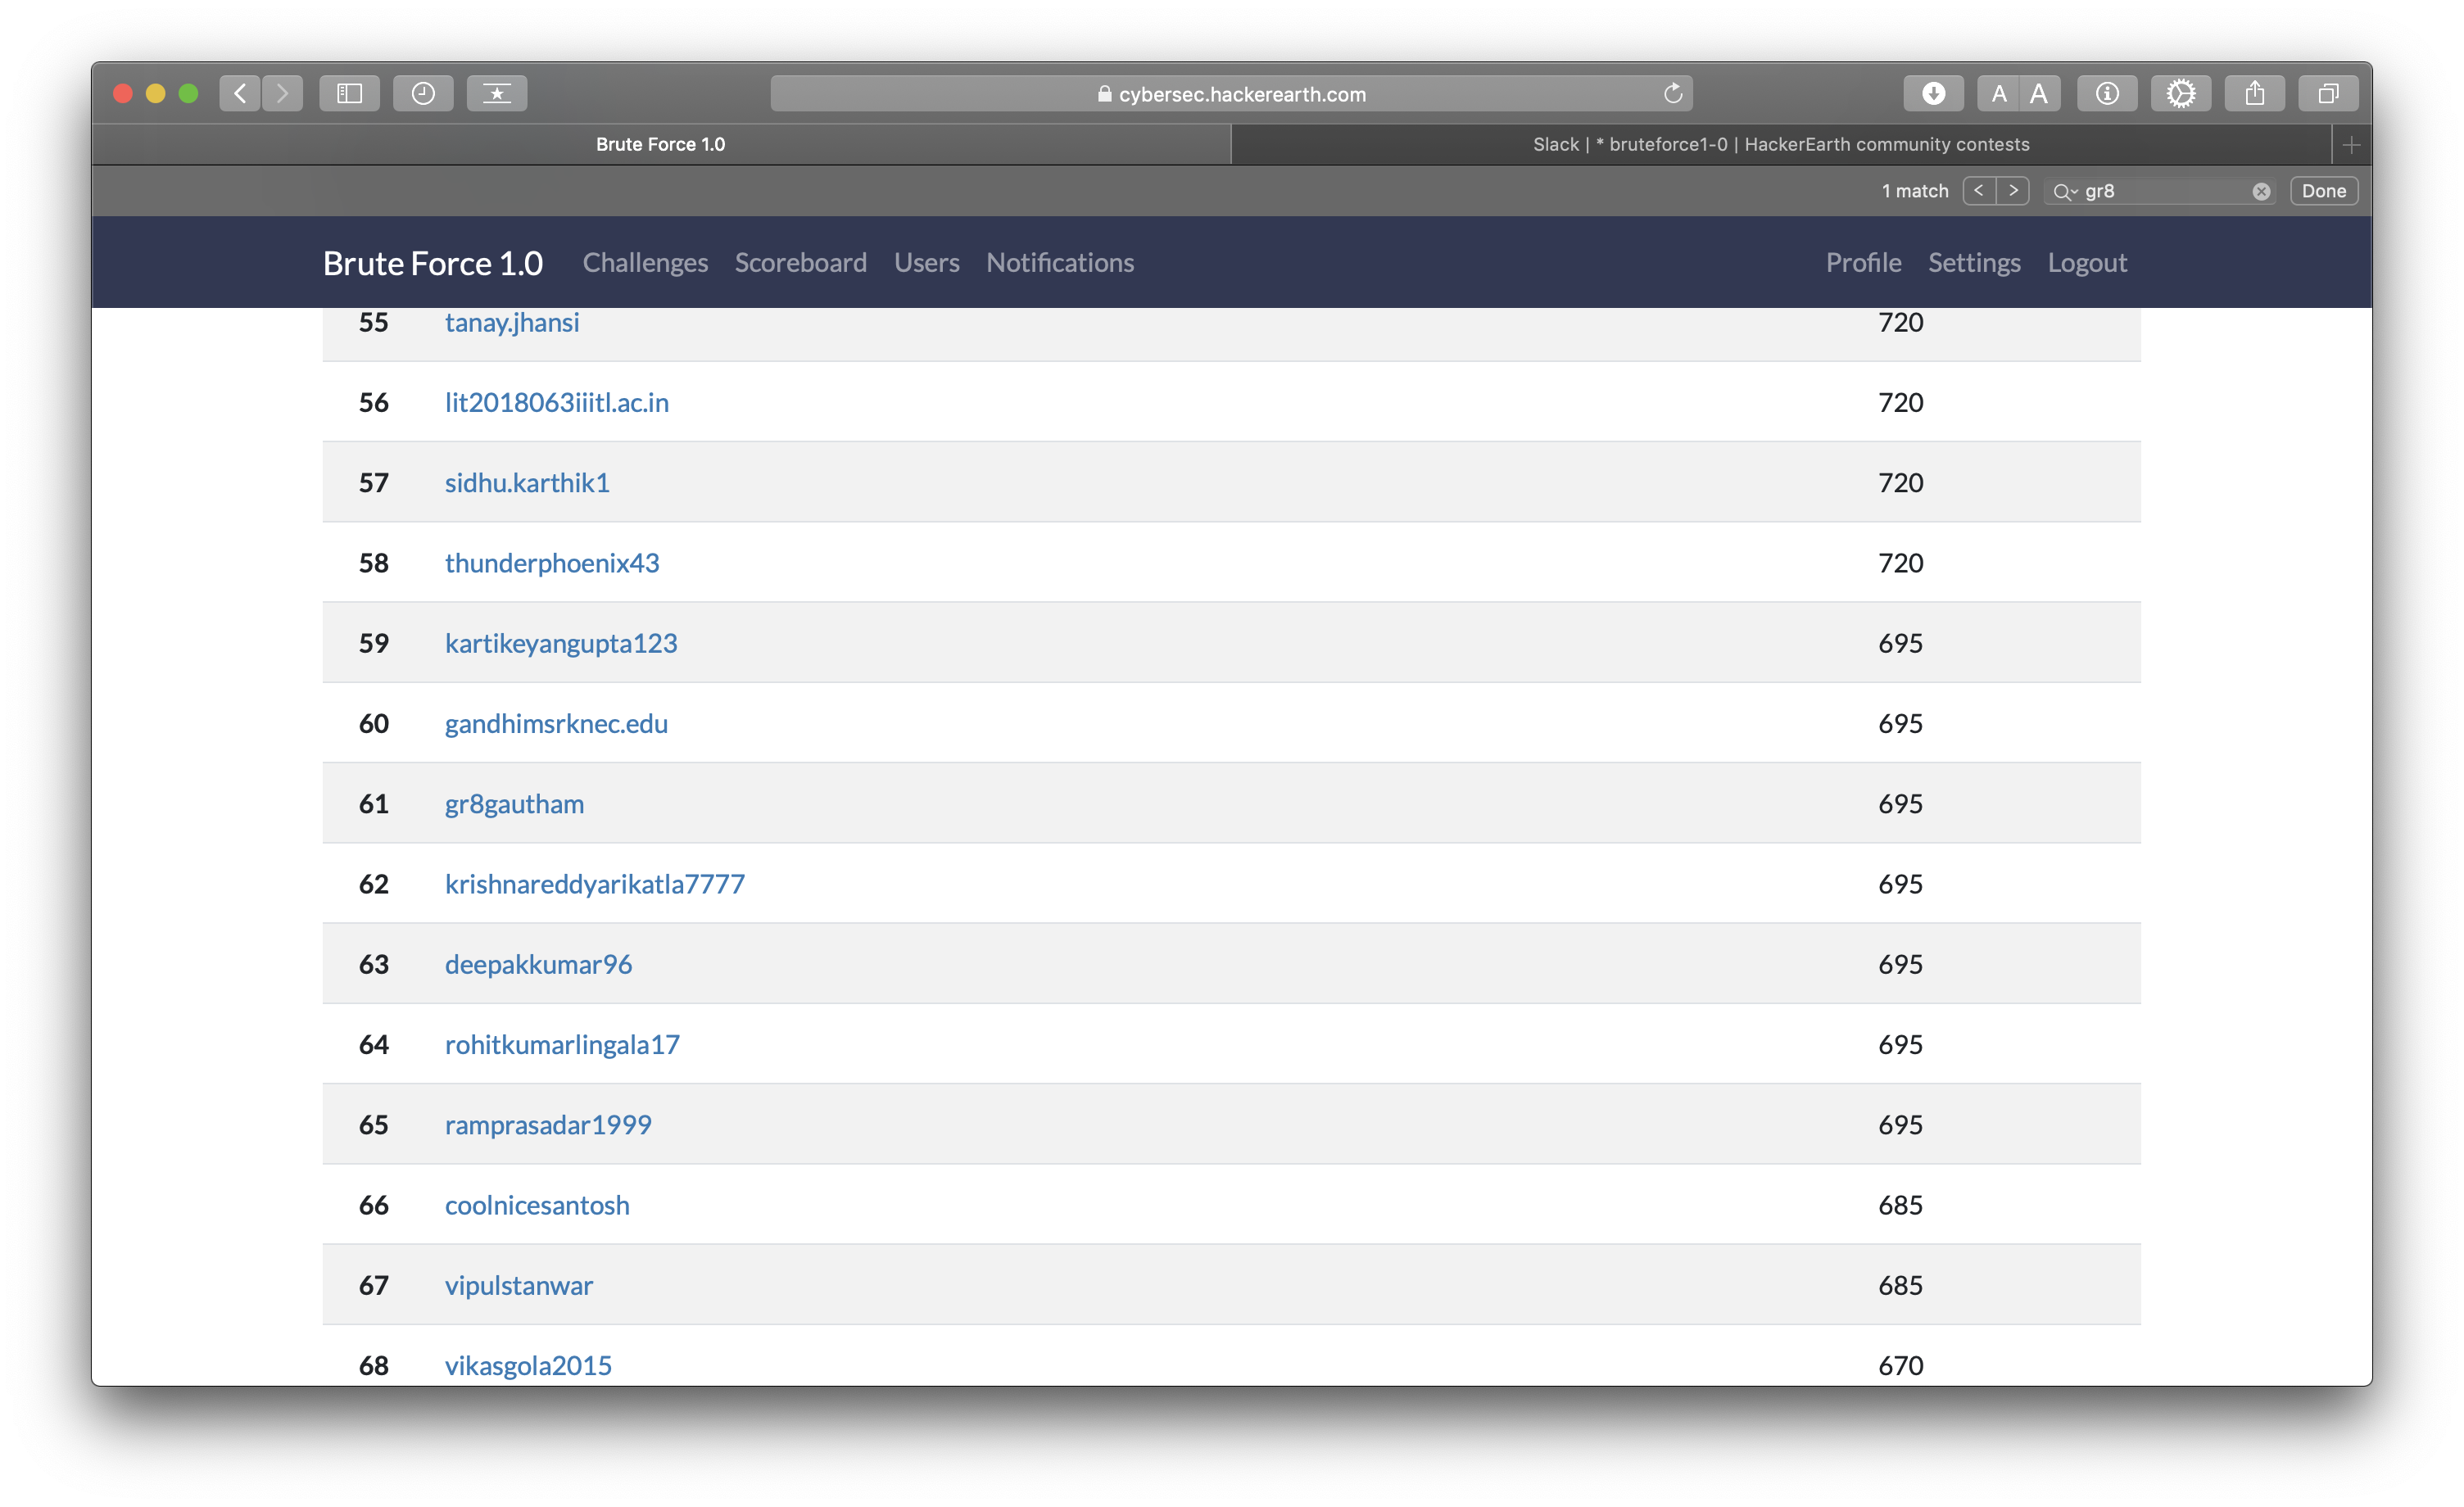 cybersec.hackerearth.com
A A
Brute Force 1.0
Slack | * bruteforce1-0 | HackerEarth community contests
1 match < > gr8 Done
Brute Force 1.0 Challenges Scoreboard Users Notifications Profile Settings Logout
55 tanay.jhansi 720
56 lit2018063iiitl.ac.in 720
57 sidhu.karthik1 720
58 thunderphoenix43 720
59 kartikeyangupta123 695
60 gandhimsrknec.edu 695
61 gr8gautham 695
62 krishnareddyarikatla7777 695
63 deepakkumar96 695
64 rohitkumarlingala17 695
65 ramprasadar1999 695
66 coolnicesantosh 685
67 vipulstanwar 685
68 vikasgola2015 670